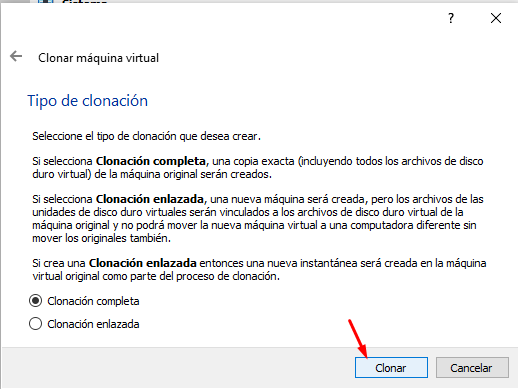 Clonar máquina virtual
Tipo de clonación
Seleccione el tipo de clonación que desea crear.
Si selecciona Clonación completa, una copia exacta (incluyendo todos los archivos de disco
duro virtual) de la máquina original serán creados.
Si selecciona Clonación enlazada, una nueva máquina será creada, pero los archivos de las
unidades de disco duro virtuales serán vinculados a los archivos de disco duro virtual de la
máquina original y no podrá mover la nueva máquina virtual a una computadora diferente sin
mover los originales también.
Si crea una Clonación enlazada entonces una nueva instantánea será creada en la máquina
virtual original como parte del proceso de clonación.
Clonación completa
Clonación enlazada
Clonar
Cancelar